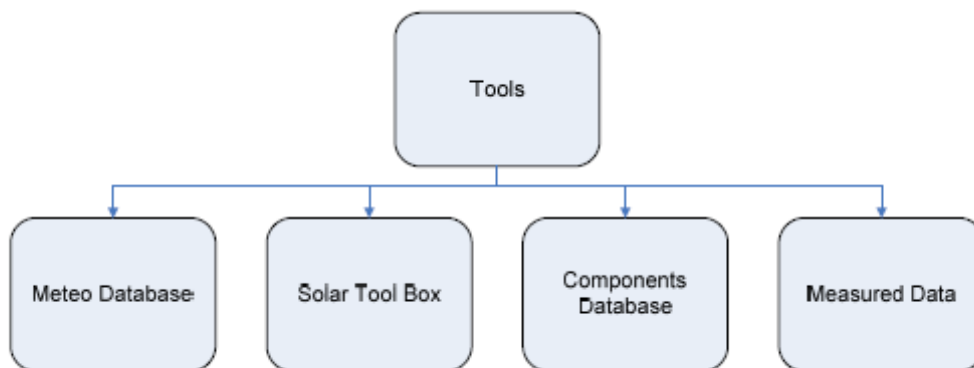 Tools
Meteo Database
Solar Tool Box
Components
Database
Measured Data